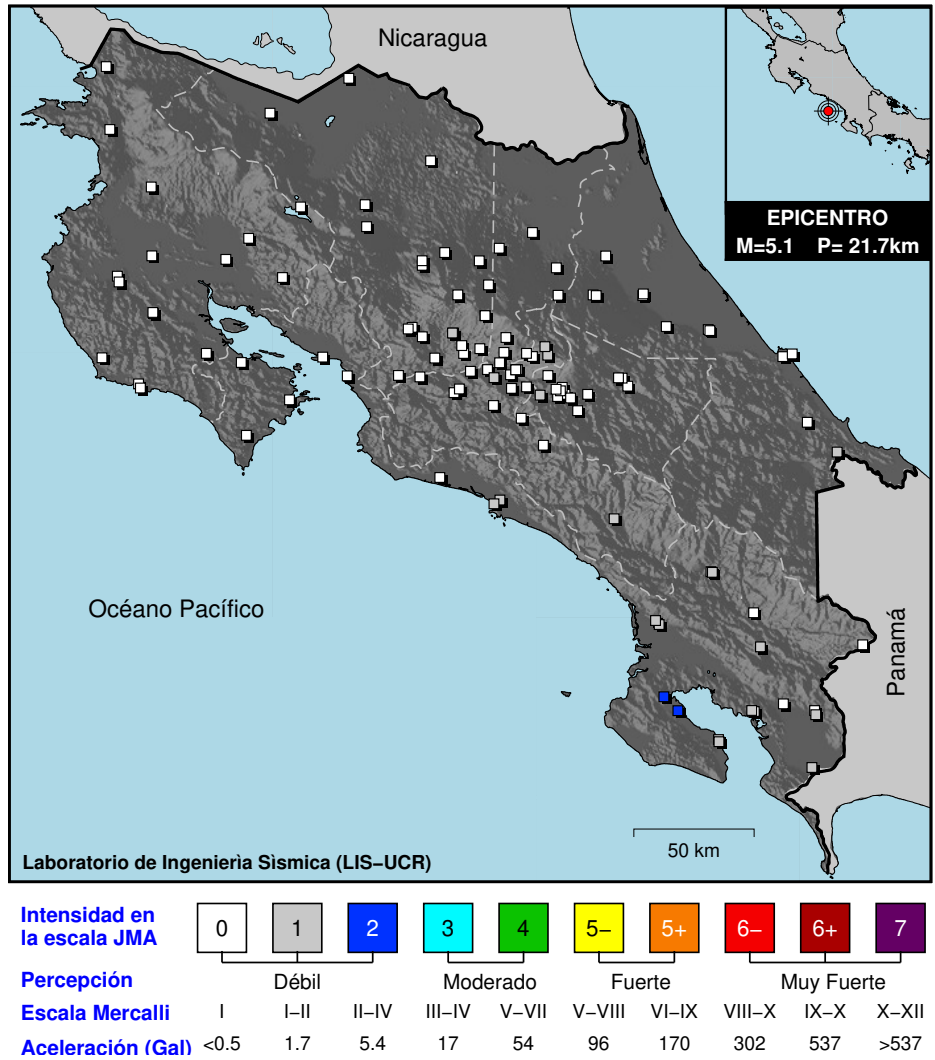 Nicaragua
EPICENTRO
M=5.1 P= 21.7km
Océano Pacífico
Panamá
50 km
Laboratorio de Ingenierìa Sìsmica (LIS−UCR)
Intensidad en
la escala JMA
0 1 2 3 4 5− 5+ 6− 6+ 7
Percepción Débil Moderado Fuerte Muy Fuerte
Escala Mercalli I I−II II−IV III−IV V−VII V−VIII VI−IX VIII−X IX−X X−XII
Aceleración (Gal) <0.5 1.7 5.4 17 54 96 170 302 537 >537